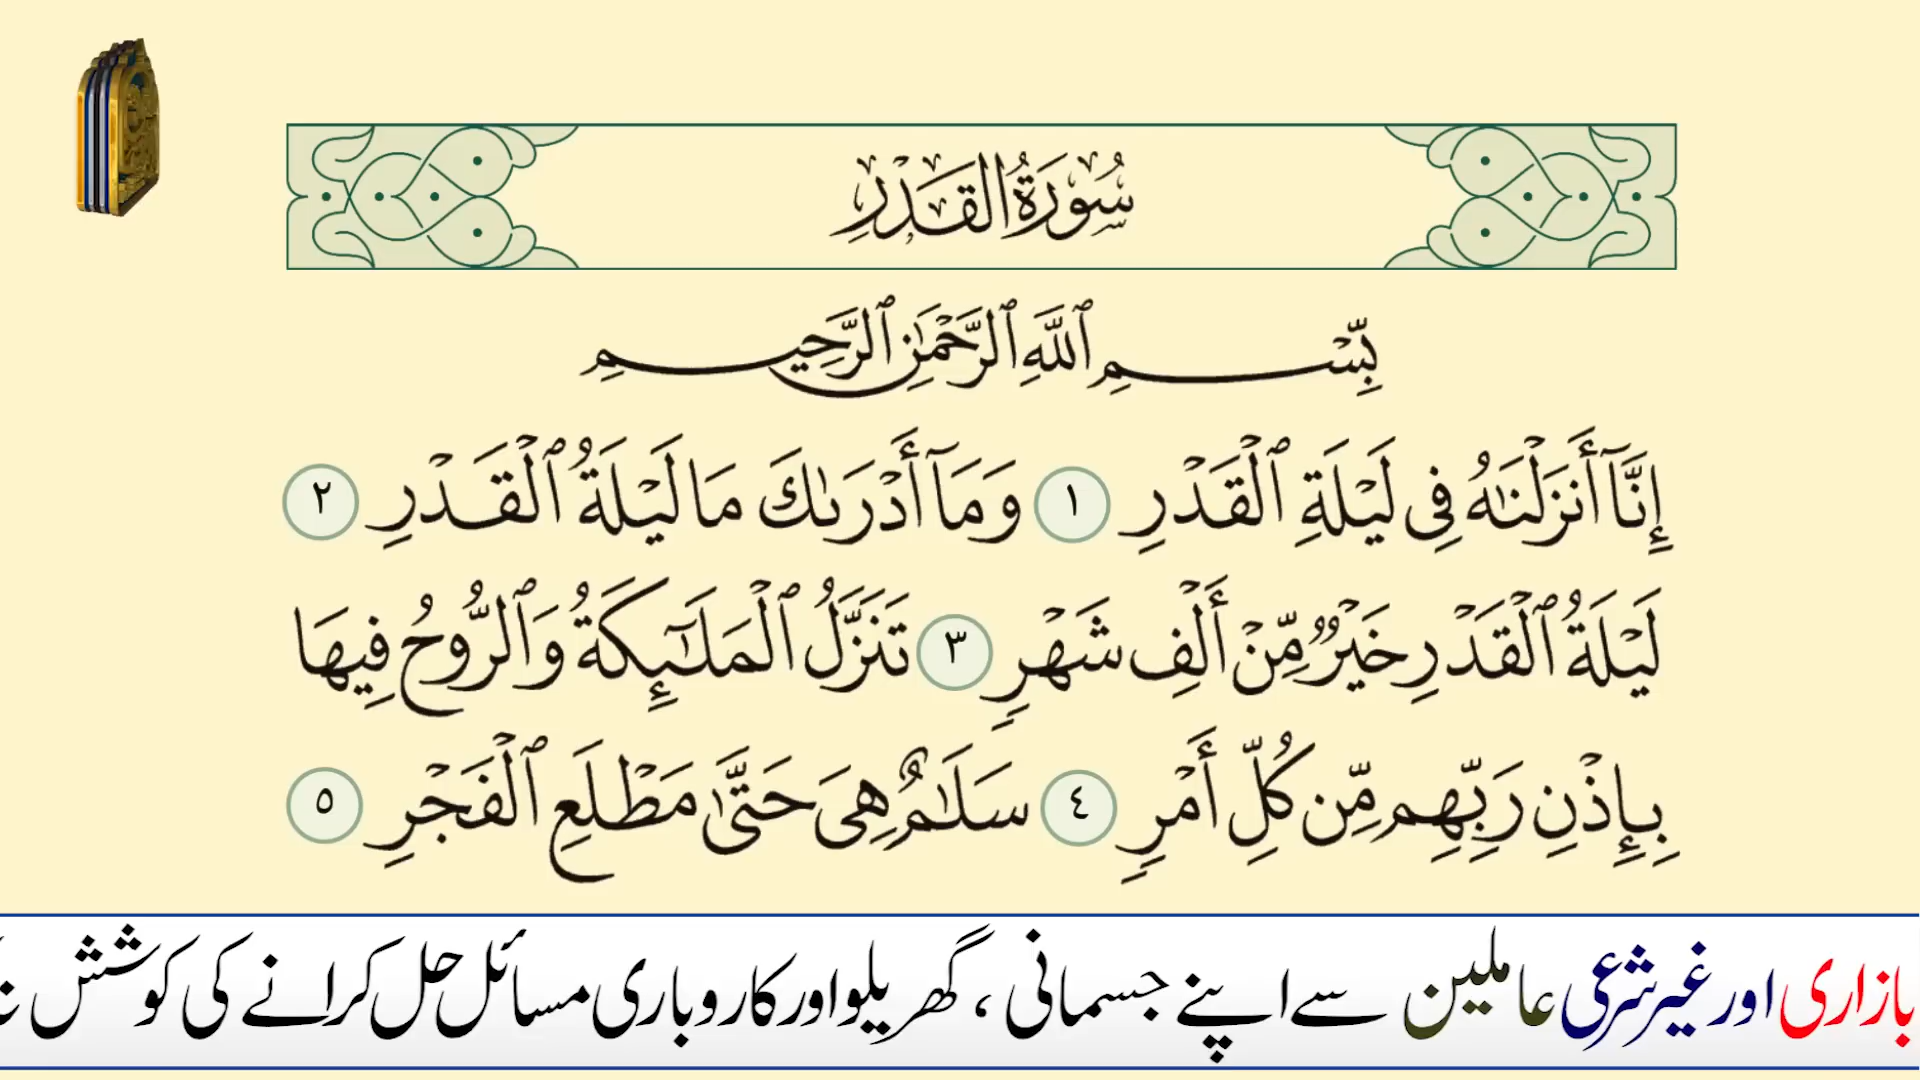 سُورَةُ القَدْرِ
بِّسْمِ ٱللَّهِ ٱلرَّحْمَٰنِ ٱلرَّحِيمِ
إِنَّآ أَنزَلْنَٰهُ فِى لَيْلَةِ ٱلْقَدْرِ ١ وَمَآ أَدْرَىٰكَ مَا لَيْلَةُ ٱلْقَدْرِ ٢
لَيْلَةُ ٱلْقَدْرِ خَيْرٌ مِّنْ أَلْفِ شَهْرٍ ٣ تَنَزَّلُ ٱلْمَلَٰٓئِكَةُ وَٱلرُّوحُ فِيهَا
بِإِذْنِ رَبِّهِم مِّن كُلِّ أَمْرٍ ٤ سَلَٰمٌ هِىَ حَتَّىٰ مَطْلَعِ ٱلْفَجْرِ ٥
بازاری اور غیر شرعی عاملین سے اپنے جسمانی ، گھریلو اور کاروباری مسائل حل کرانے کی کوشش